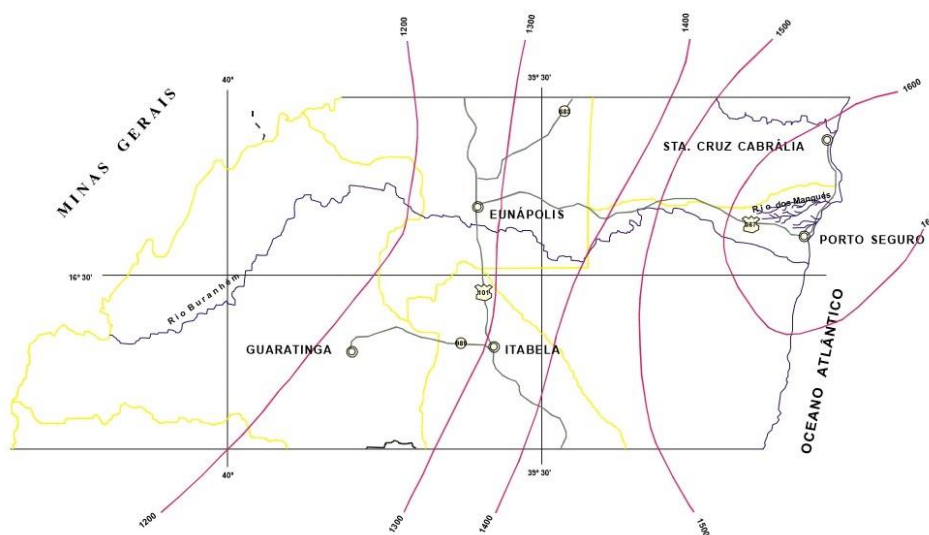 1200
1300
1400
1500
1600
40°
39° 30'
MINAS GERAIS
STA. CRUZ CABRÁLIA
Rio dos Mangues
EUNÁPOLIS
367
PORTO SEGURO
16° 30'
Rio Buranhém
101
GUARATINGA
ITABELA
OCEANO ATLÂNTICO
40°
39° 30'
1200
1300
1400
1500